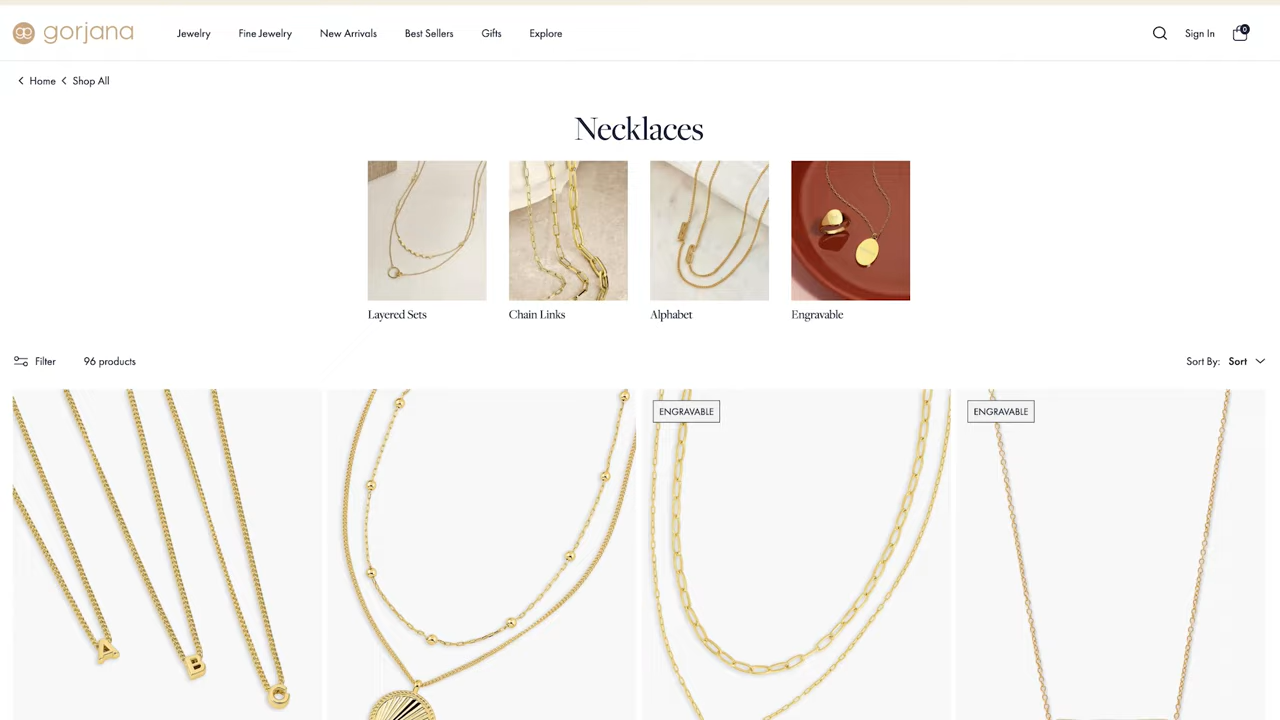 gorjana
Jewelry
Fine Jewelry
New Arrivals
Best Sellers
Gifts
Explore
Sign In
0
Home
Shop All
Necklaces
Layered Sets
Chain Links
Alphabet
Engravable
Filter
96 products
Sort By: Sort
ENGRAVABLE
ENGRAVABLE
A
B
C